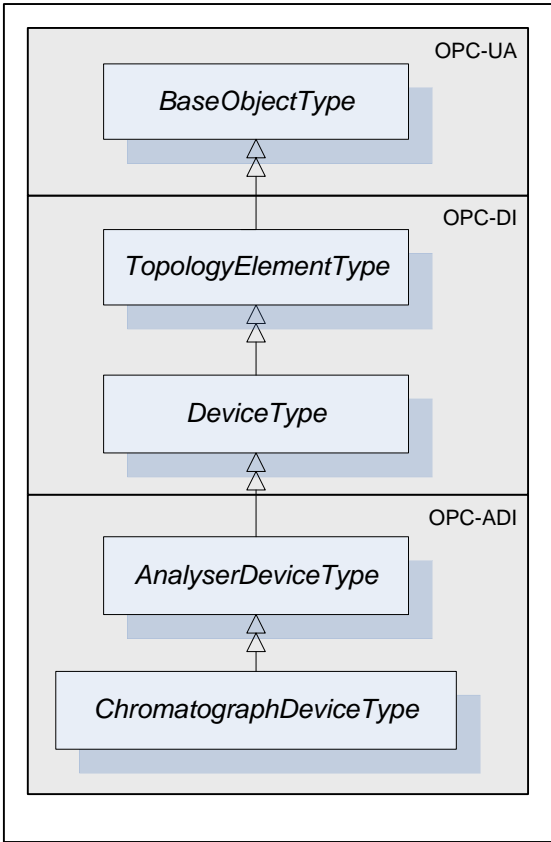 OPC-UA
BaseObjectType
OPC-DI
TopologyElementType
DeviceType
OPC-ADI
AnalyserDeviceType
ChromatographDeviceType